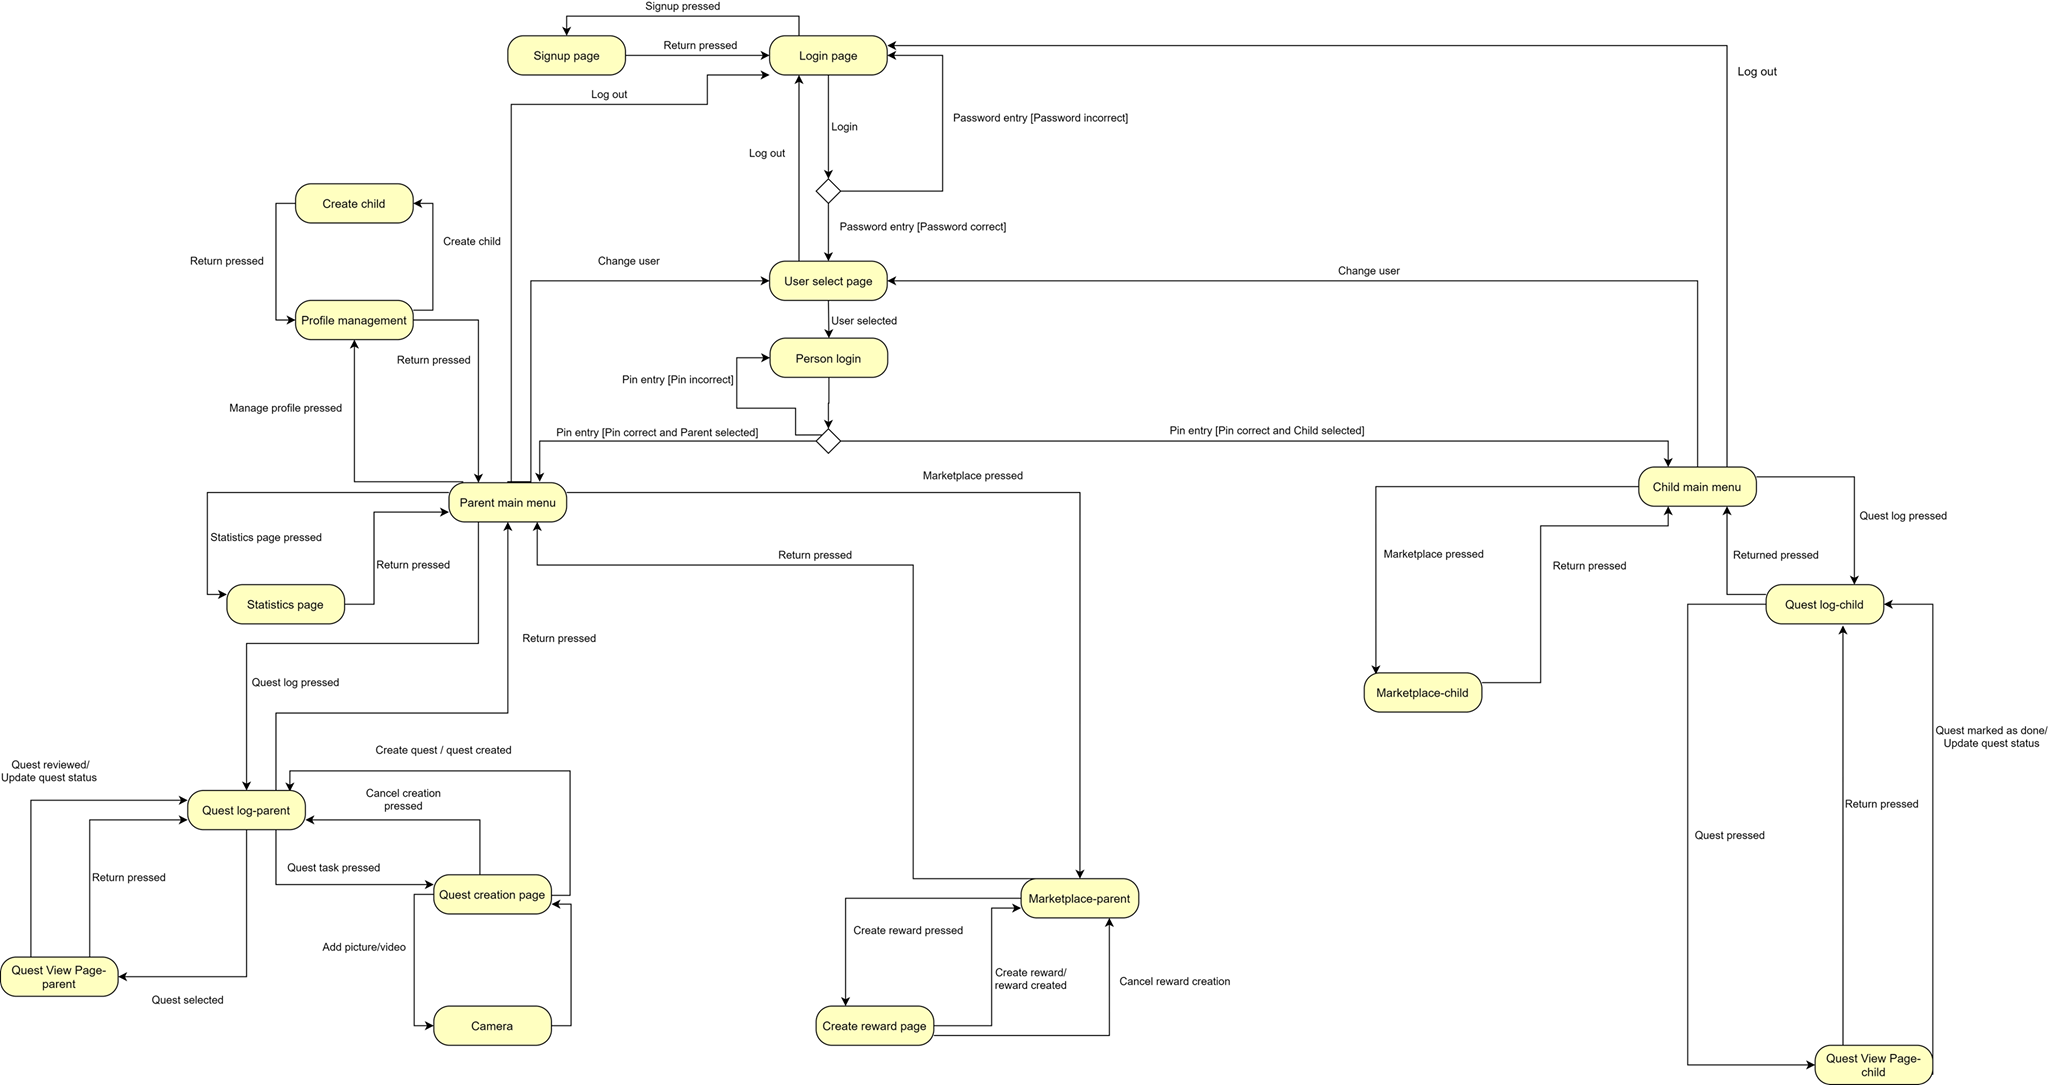 Signup pressed
Signup page
Return pressed
Login page
Log out
Log out
Login
Password entry [Password incorrect]
Log out
Create child
Create child
Password entry [Password correct]
Return pressed
Change user
Change user
User select page
Profile management
User selected
Return pressed
Person login
Pin entry [Pin incorrect]
Manage profile pressed
Pin entry [Pin correct and Parent selected]
Pin entry [Pin correct and Child selected]
Marketplace pressed
Parent main menu
Child main menu
Quest log pressed
Statistics page pressed
Return pressed
Return pressed
Marketplace pressed
Return pressed
Returned pressed
Statistics page
Quest log-child
Return pressed
Quest log pressed
Marketplace-child
Quest marked as done/
Update quest status
Create quest / quest created
Quest reviewed/
Update quest status
Cancel creation
pressed
Quest log-parent
Return pressed
Quest pressed
Quest task pressed
Return pressed
Quest creation page
Marketplace-parent
Create reward pressed
Add picture/video
Quest View Page-
parent
Create reward/
reward created
Cancel reward creation
Quest selected
Camera
Create reward page
Quest View Page-
child